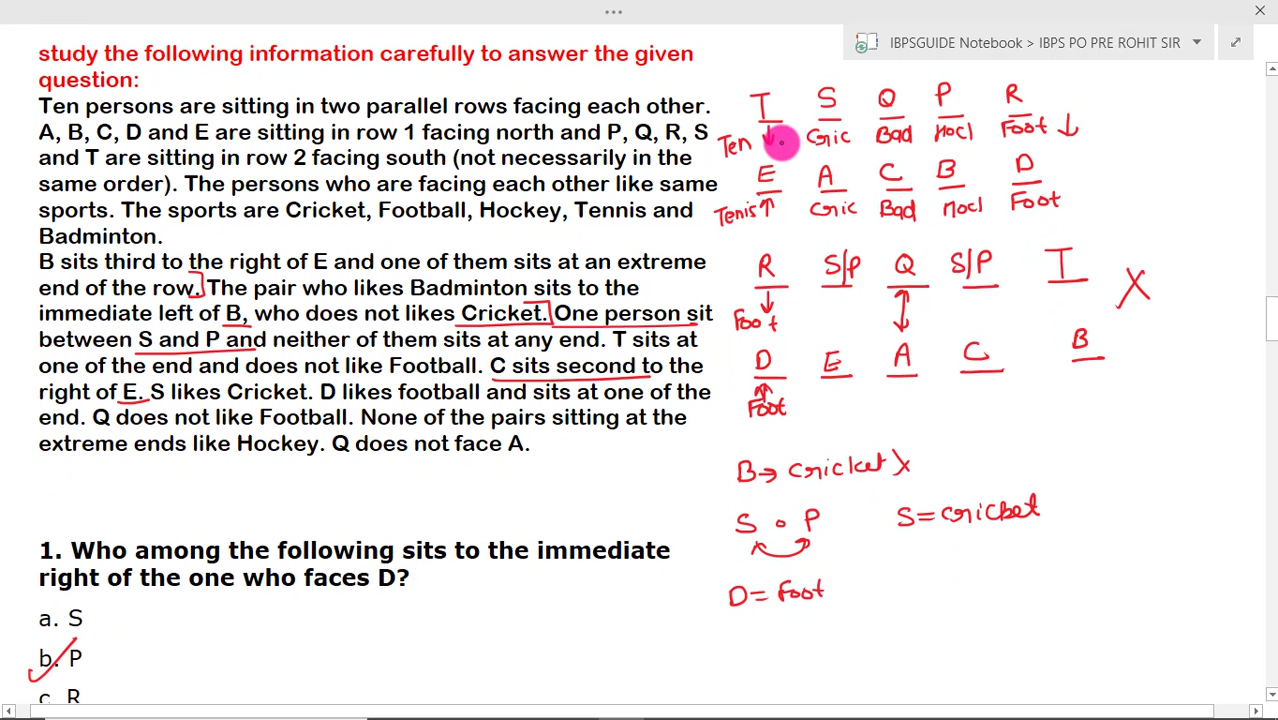 IBPSGUIDE Notebook > IBPS PO PRE ROHIT SIR
study the following information carefully to answer the given
question:
Ten persons are sitting in two parallel rows facing each other.
A, B, C, D and E are sitting in row 1 facing north and P, Q, R, S
and T are sitting in row 2 facing south (not necessarily in the
same order). The persons who are facing each other like same
sports. The sports are Cricket, Football, Hockey, Tennis and
Badminton.
B sits third to the right of E and one of them sits at an extreme
end of the row. The pair who likes Badminton sits to the
immediate left of B, who does not likes Cricket. One person sit
between S and P and neither of them sits at any end. T sits at
one of the end and does not like Football. C sits second to the
right of E. S likes Cricket. D likes football and sits at one of the
end. Q does not like Football. None of the pairs sitting at the
extreme ends like Hockey. Q does not face A.
1. Who among the following sits to the immediate
right of the one who faces D?
a. S
b. P
c. R
T S Q P R
Ten ↓ Cric Bad Hocl Foot ↓
E A C B D
Tenis ↑ Cric Bad Hocl Foot
R S/P Q S/P T
Foot X
D E A C B
Foot
B → cricket X
S o P S = cricket
D = Foot